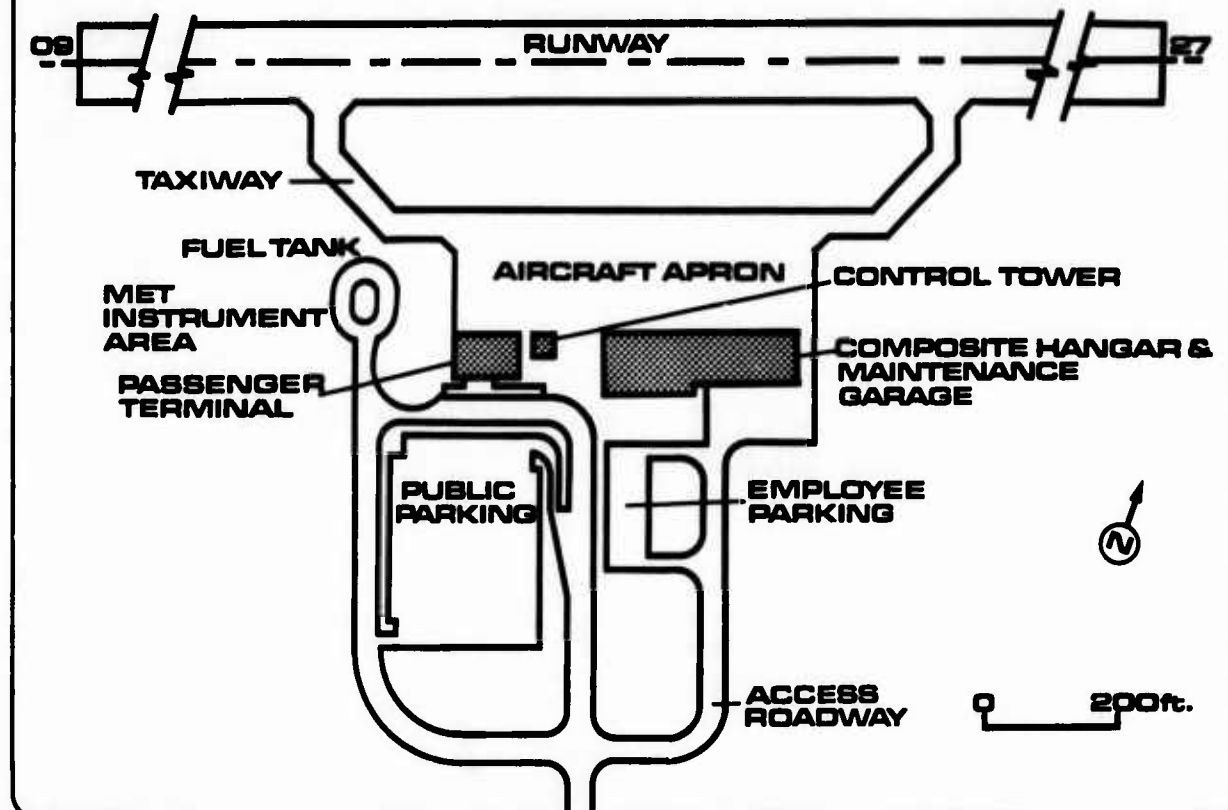 RUNWAY
09
27
TAXIWAY
FUEL TANK
AIRCRAFT APRON
CONTROL TOWER
MET
INSTRUMENT
AREA
COMPOSITE HANGAR &
MAINTENANCE
GARAGE
PASSENGER
TERMINAL
PUBLIC
PARKING
EMPLOYEE
PARKING
N
ACCESS
ROADWAY
0 200ft.